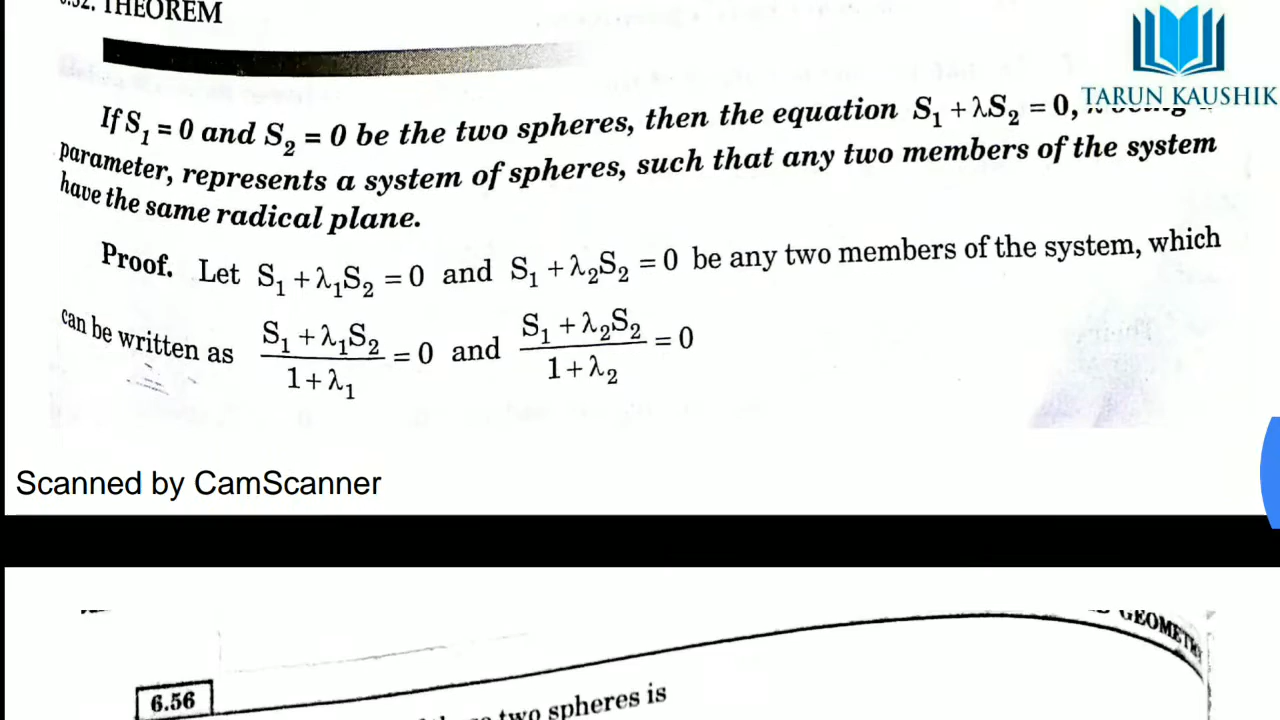 THEOREM
TARUN KAUSHIK
If S₁ = 0 and S₂ = 0 be the two spheres, then the equation S₁ + λS₂ = 0,
parameter, represents a system of spheres, such that any two members of the system
have the same radical plane.
Proof. Let S₁ + λ₁S₂ = 0 and S₁ + λ₂S₂ = 0 be any two members of the system, which
can be written as (S₁ + λ₁S₂)/(1 + λ₁) = 0 and (S₁ + λ₂S₂)/(1 + λ₂) = 0
Scanned by CamScanner
6.56
two spheres is